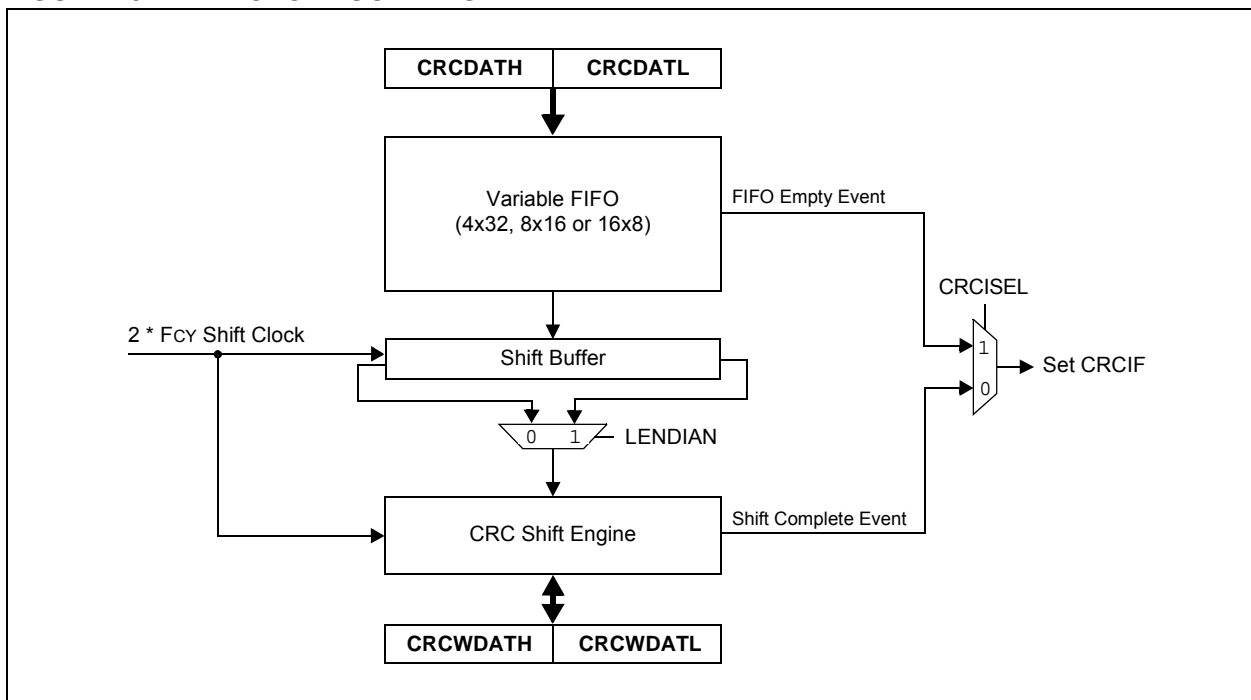 CRCDATH CRCDATL
Variable FIFO
(4x32, 8x16 or 16x8)
FIFO Empty Event
CRCISEL
2 * FCY Shift Clock
1
Set CRCIF
Shift Buffer
0
0 1 LENDIAN
Shift Complete Event
CRC Shift Engine
CRCWDATH CRCWDATL